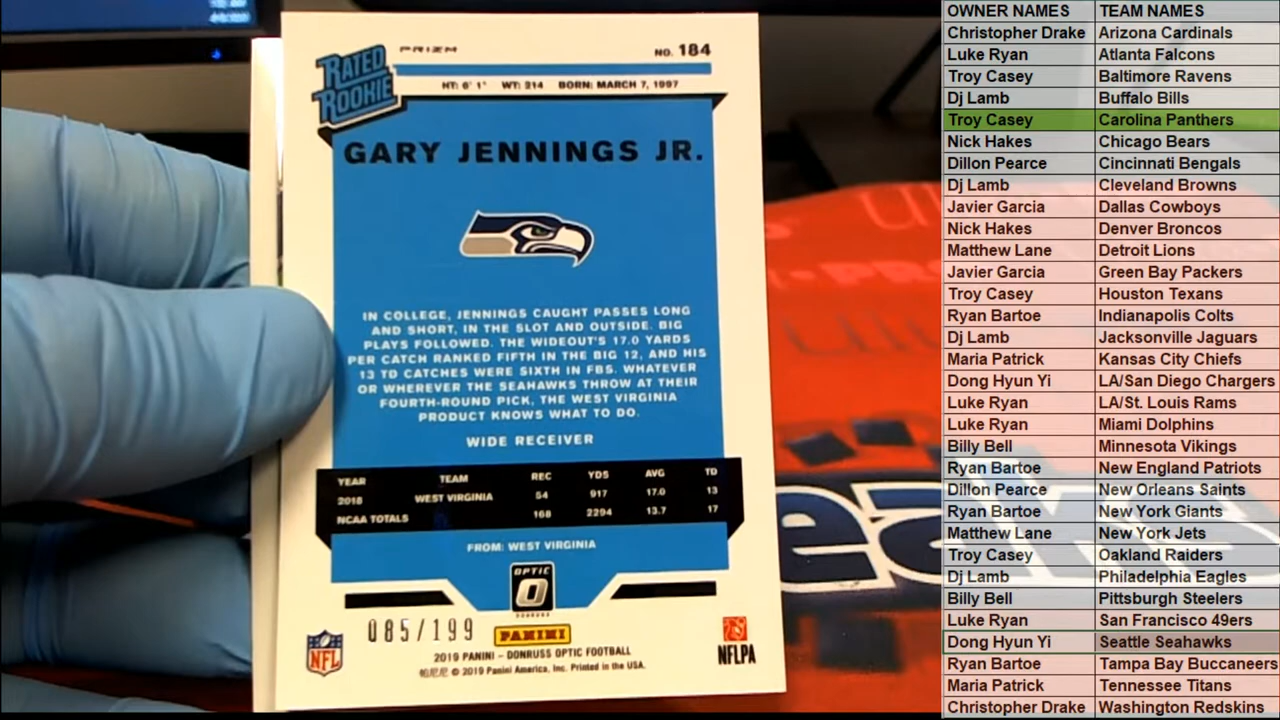 RATED ROOKIE
PRIZM
NO. 184
HT: 6' 1" WT: 214 BORN: MARCH 7, 1997
GARY JENNINGS JR.
IN COLLEGE, JENNINGS CAUGHT PASSES LONG
AND SHORT, IN THE SLOT AND OUTSIDE. BIG
PLAYS FOLLOWED. THE WIDEOUT'S 17.0 YARDS
PER CATCH RANKED FIFTH IN THE BIG 12, AND HIS
13 TD CATCHES WERE SIXTH IN FBS. WHATEVER
OR WHEREVER THE SEAHAWKS THROW AT THEIR
FOURTH-ROUND PICK, THE WEST VIRGINIA
PRODUCT KNOWS WHAT TO DO.
WIDE RECEIVER
YEAR TEAM REC YDS AVG TD
2018 WEST VIRGINIA 54 917 17.0 13
NCAA TOTALS 168 2294 13.7 17
FROM: WEST VIRGINIA
OPTIC
DONRUSS
085/199
PANINI
NFL
NFLPA
2019 PANINI - DONRUSS OPTIC FOOTBALL
帕尼尼 © 2019 Panini America, Inc. Printed in the USA.
OWNER NAMES TEAM NAMES
Christopher Drake Arizona Cardinals
Luke Ryan Atlanta Falcons
Troy Casey Baltimore Ravens
Dj Lamb Buffalo Bills
Troy Casey Carolina Panthers
Nick Hakes Chicago Bears
Dillon Pearce Cincinnati Bengals
Dj Lamb Cleveland Browns
Javier Garcia Dallas Cowboys
Nick Hakes Denver Broncos
Matthew Lane Detroit Lions
Javier Garcia Green Bay Packers
Troy Casey Houston Texans
Ryan Bartoe Indianapolis Colts
Dj Lamb Jacksonville Jaguars
Maria Patrick Kansas City Chiefs
Dong Hyun Yi LA/San Diego Chargers
Luke Ryan LA/St. Louis Rams
Luke Ryan Miami Dolphins
Billy Bell Minnesota Vikings
Ryan Bartoe New England Patriots
Dillon Pearce New Orleans Saints
Ryan Bartoe New York Giants
Matthew Lane New York Jets
Troy Casey Oakland Raiders
Dj Lamb Philadelphia Eagles
Billy Bell Pittsburgh Steelers
Luke Ryan San Francisco 49ers
Dong Hyun Yi Seattle Seahawks
Ryan Bartoe Tampa Bay Buccaneers
Maria Patrick Tennessee Titans
Christopher Drake Washington Redskins